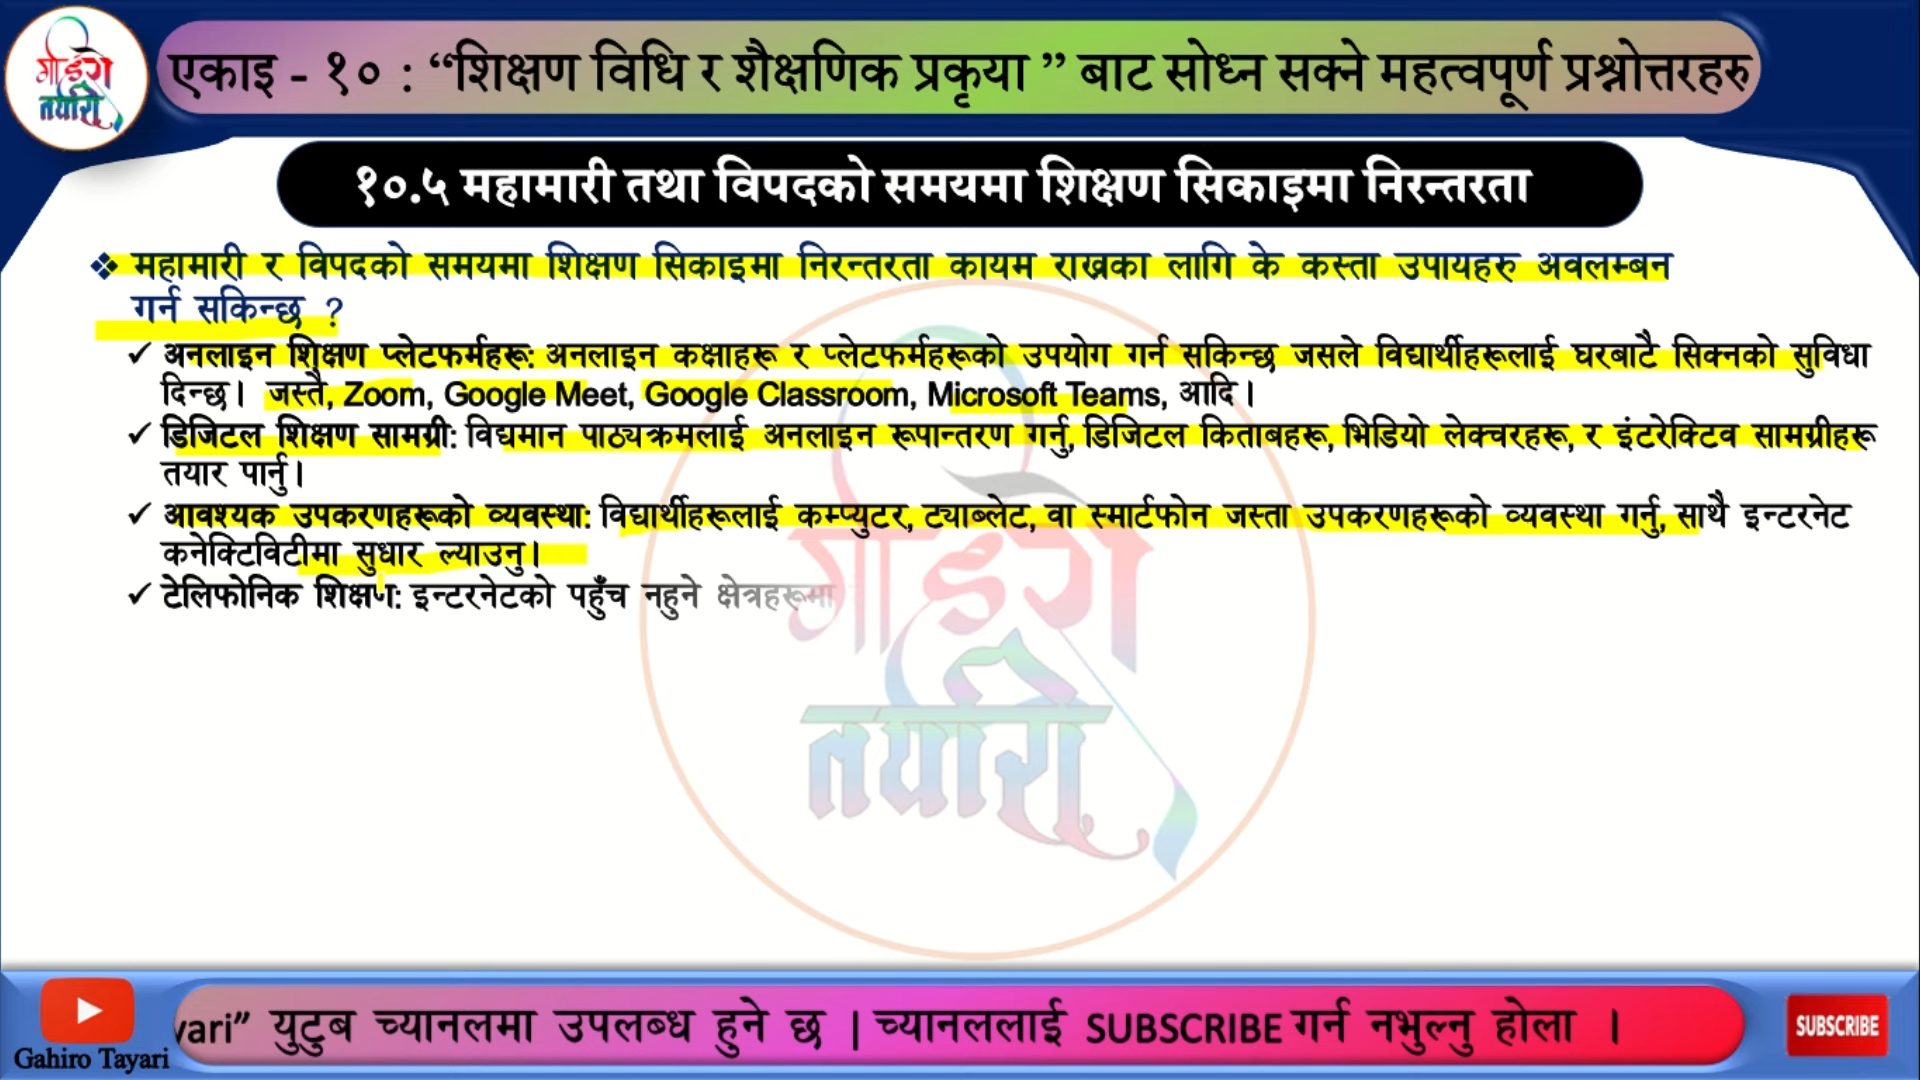 गहिरो तयारी
एकाइ - १० : “शिक्षण विधि र शैक्षणिक प्रकृया ” बाट सोध्न सक्ने महत्वपूर्ण प्रश्नोत्तरहरु
१०.५ महामारी तथा विपदको समयमा शिक्षण सिकाइमा निरन्तरता
❖ महामारी र विपदको समयमा शिक्षण सिकाइमा निरन्तरता कायम राख्नका लागि के कस्ता उपायहरु अवलम्बन
गर्न सकिन्छ ?
✓ अनलाइन शिक्षण प्लेटफर्महरू: अनलाइन कक्षाहरू र प्लेटफर्महरूको उपयोग गर्न सकिन्छ जसले विद्यार्थीहरूलाई घरबाटै सिक्नको सुविधा
दिन्छ। जस्तै, Zoom, Google Meet, Google Classroom, Microsoft Teams, आदि।
✓ डिजिटल शिक्षण सामग्री: विद्यमान पाठ्यक्रमलाई अनलाइन रूपान्तरण गर्नु, डिजिटल किताबहरू, भिडियो लेक्चरहरू, र इंटरेक्टिव सामग्रीहरू
तयार पार्नु।
✓ आवश्यक उपकरणहरूको व्यवस्था: विद्यार्थीहरूलाई कम्प्युटर, ट्याब्लेट, वा स्मार्टफोन जस्ता उपकरणहरूको व्यवस्था गर्नु, साथै इन्टरनेट
कनेक्टिविटीमा सुधार ल्याउनु।
✓ टेलिफोनिक शिक्षण: इन्टरनेटको पहुँच नहुने क्षेत्रहरूमा
गहिरो
तयारी
yari” युटुब च्यानलमा उपलब्ध हुने छ | च्यानललाई SUBSCRIBE गर्न नभुल्नु होला ।
SUBSCRIBE
Gahiro Tayari